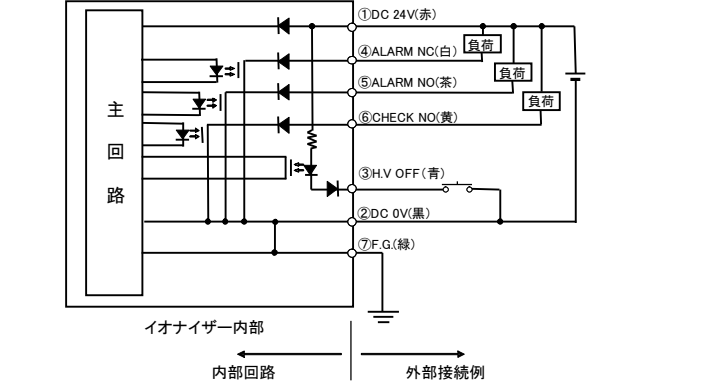 ①DC 24V(赤)
負荷
④ALARM NC(白)
負荷
⑤ALARM NO(茶)
負荷
⑥CHECK NO(黄)
主
回
路
③H.V OFF(青)
②DC 0V(黒)
⑦F.G.(緑)
イオナイザー内部
内部回路
外部接続例